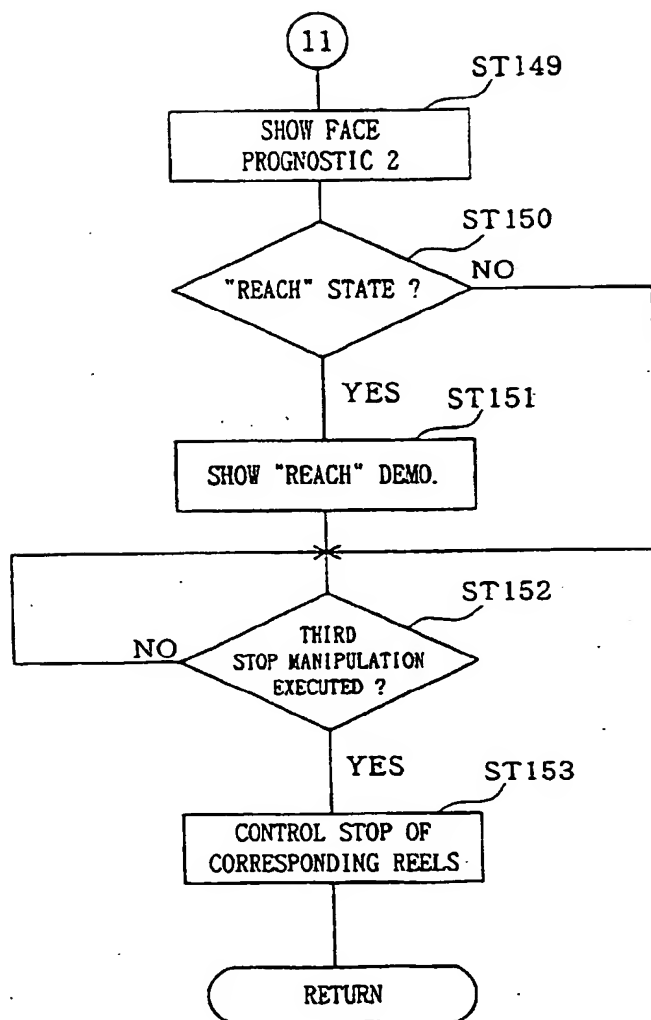 11
ST149
SHOW FACE
PROGNOSTIC 2
ST150
"REACH" STATE ?
NO
YES
ST151
SHOW "REACH" DEMO.
ST152
THIRD
STOP MANIPULATION
EXECUTED ?
NO
YES
ST153
CONTROL STOP OF
CORRESPONDING REELS
RETURN